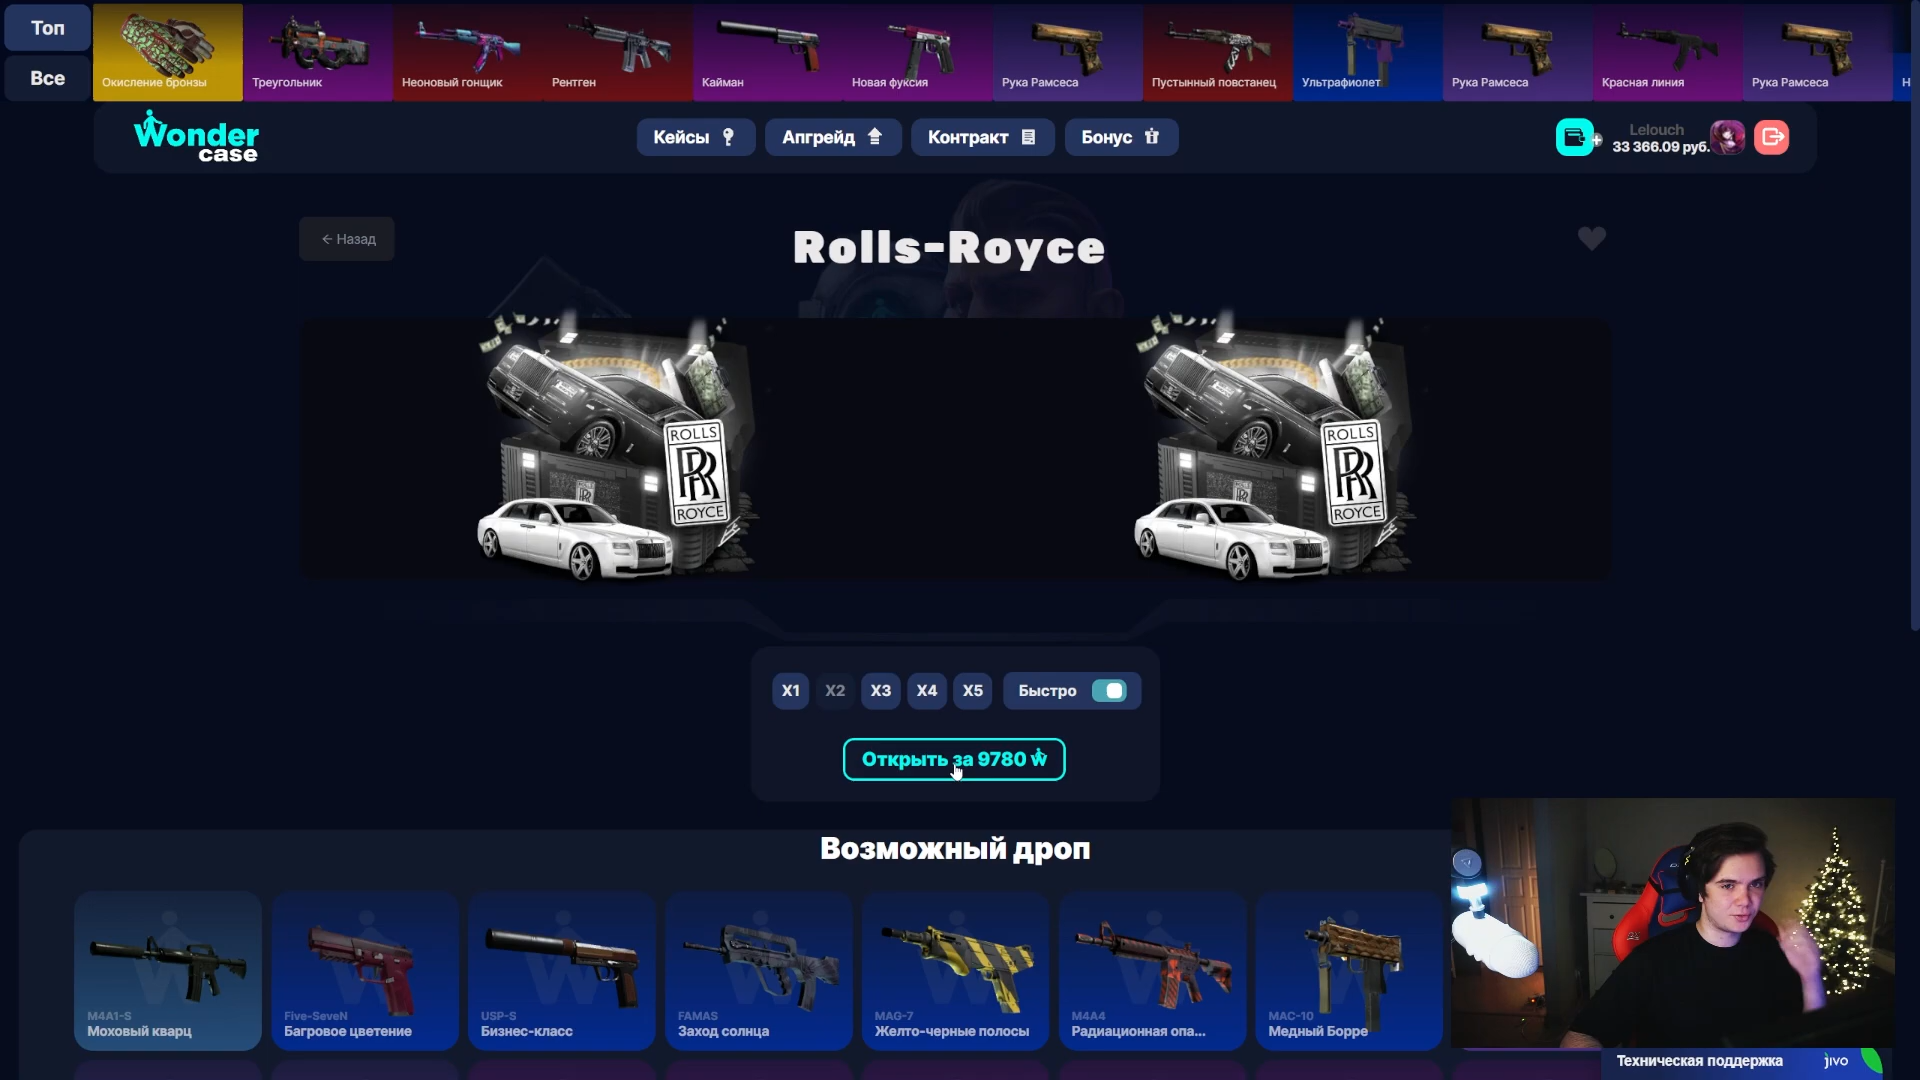 Топ
Все
Окисление бронзы
Треугольник
Неоновый гонщик
Рентген
Кайман
Новая фуксия
Рука Рамсеса
Пустынный повстанец
Ультрафиолет
Рука Рамсеса
Красная линия
Рука Рамсеса
Wonder
case
Кейсы
Апгрейд
Контракт
Бонус
Lelouch
33 366.09 руб.
← Назад
Rolls-Royce
ROLLS
RR
ROYCE
ROLLS
RR
ROYCE
X1
X2
X3
X4
X5
Быстро
Открыть за 9780
Возможный дроп
M4A1-S
Моховый кварц
Five-SeveN
Багровое цветение
USP-S
Бизнес-класс
FAMAS
Заход солнца
MAG-7
Желто-черные полосы
M4A4
Радиационная опа...
MAC-10
Медный Борре
Техническая поддержка
jivo